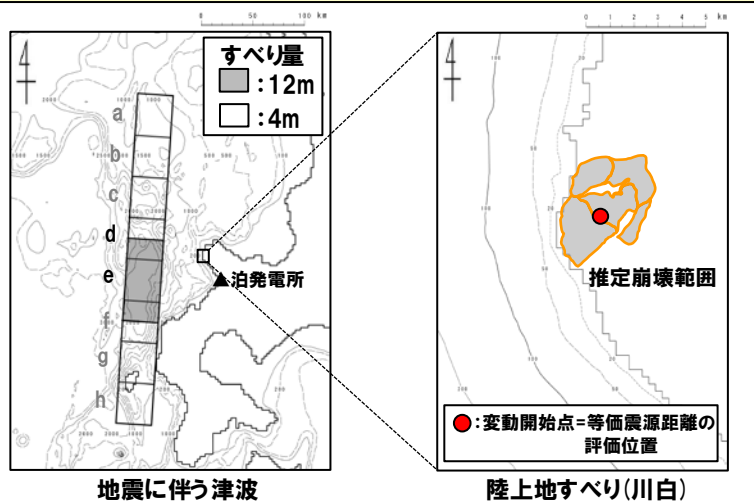 0 50 100 km
すべり量
:12m
:4m
a
b
c
d
e
f
g
h
▲泊発電所
地震に伴う津波
0 1 2 3 4 5 km
推定崩壊範囲
:変動開始点=等価震源距離の
評価位置
陸上地すべり(川白)